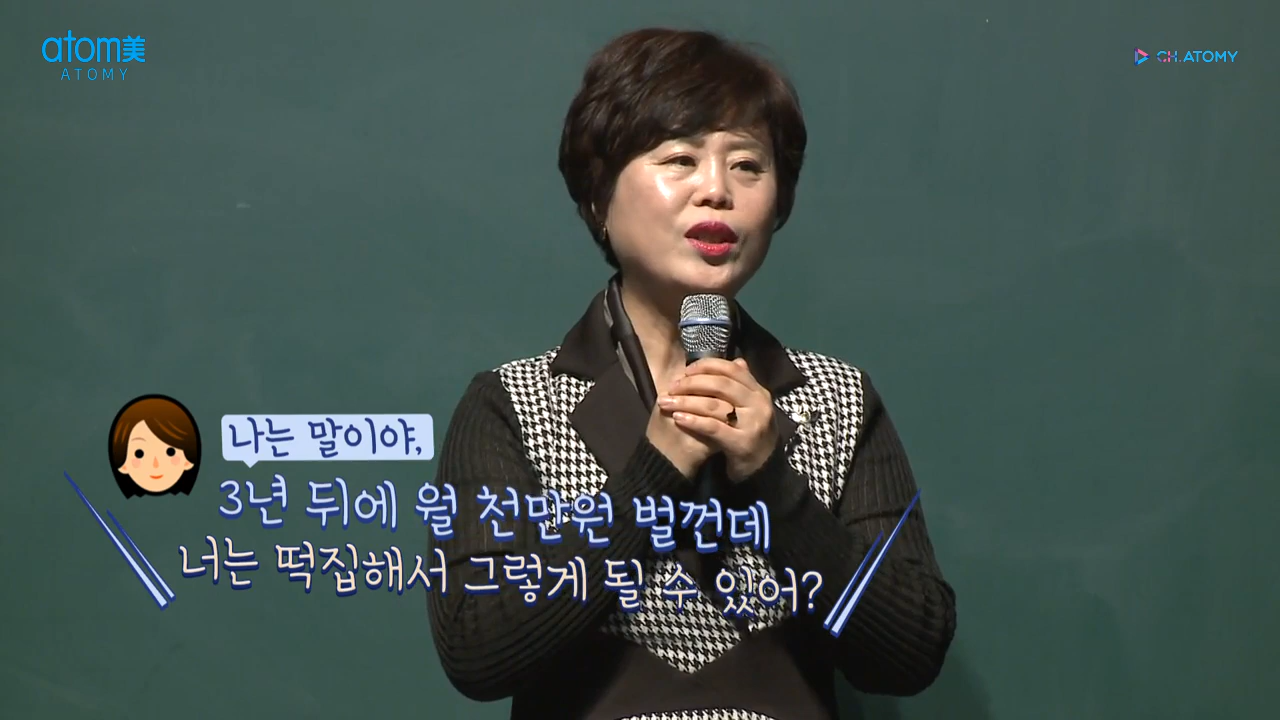 atom美
ATOMY
CH.ATOMY
나는 말이야,
3년 뒤에 월 천만원 벌껀데
너는 떡집해서 그렇게 될 수 있어?